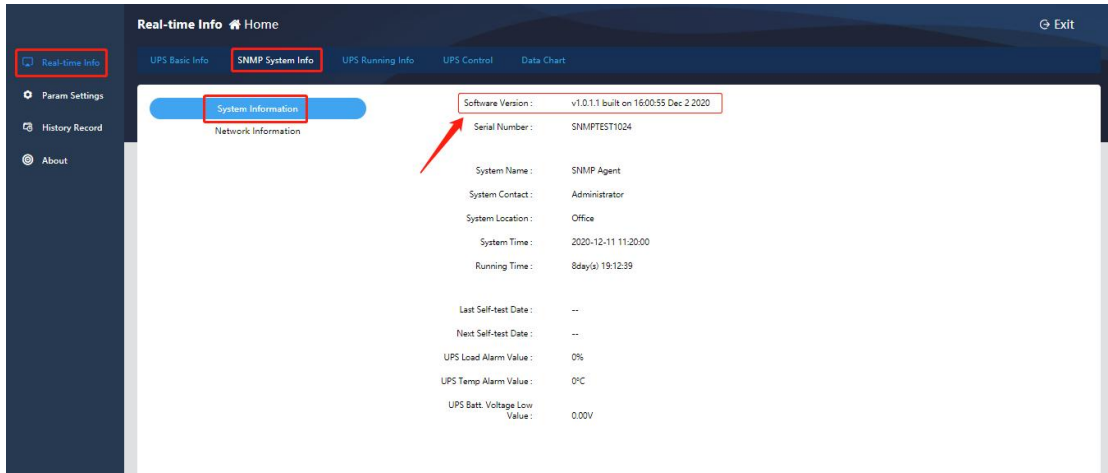 Real-time Info Home
Exit
Real-time Info
Param Settings
History Record
About
UPS Basic Info SNMP System Info UPS Running Info UPS Control Data Chart
System Information
Network Information
Software Version : v1.0.1.1 built on 16:00:55 Dec 2 2020
Serial Number : SNMPTEST1024
System Name : SNMP Agent
System Contact : Administrator
System Location : Office
System Time : 2020-12-11 11:20:00
Running Time : 8day(s) 19:12:39
Last Self-test Date : --
Next Self-test Date : --
UPS Load Alarm Value : 0%
UPS Temp Alarm Value : 0°C
UPS Batt. Voltage Low
Value : 0.00V